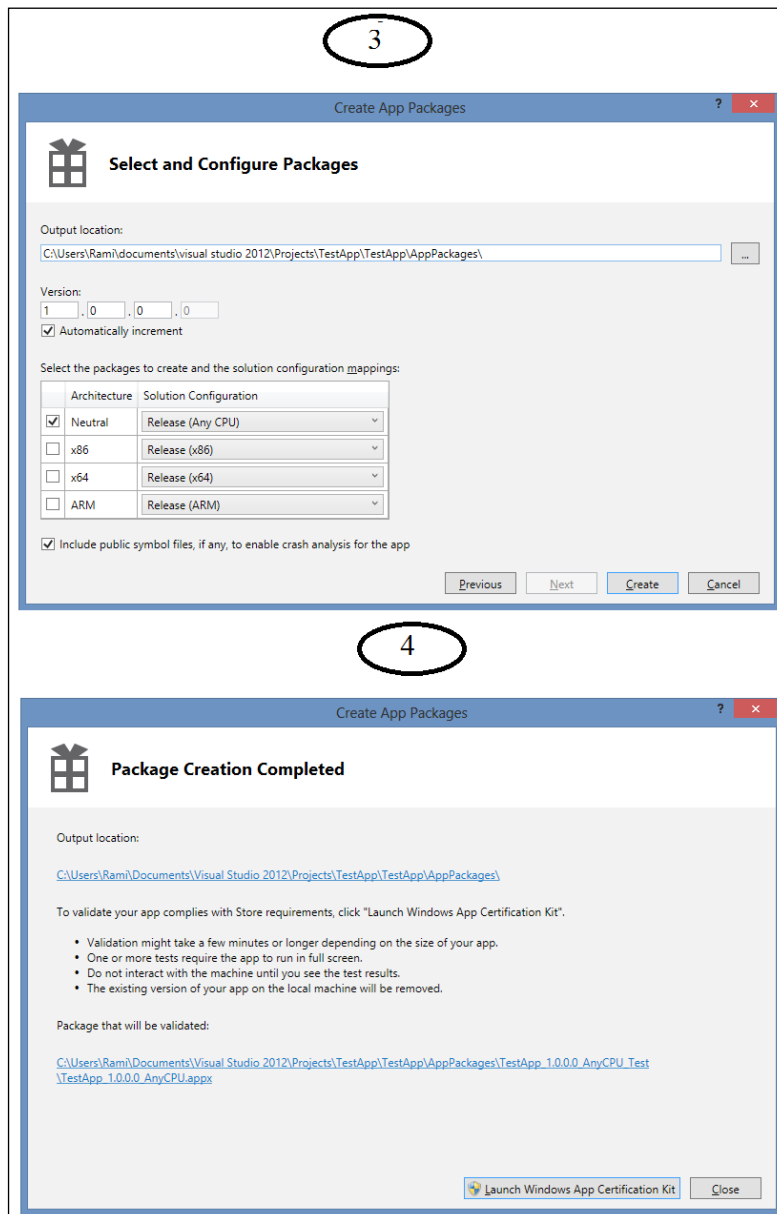 3
Create App Packages
?
Select and Configure Packages
Output location:
C:\Users\Rami\documents\visual studio 2012\Projects\TestApp\TestApp\AppPackages\
...
Version:
1 . 0 . 0 . 0
Automatically increment
Select the packages to create and the solution configuration mappings:
Architecture Solution Configuration
Neutral Release (Any CPU)
x86 Release (x86)
x64 Release (x64)
ARM Release (ARM)
Include public symbol files, if any, to enable crash analysis for the app
Previous Next Create Cancel
4
Create App Packages
?
Package Creation Completed
Output location:
C:\Users\Rami\Documents\Visual Studio 2012\Projects\TestApp\TestApp\AppPackages\
To validate your app complies with Store requirements, click "Launch Windows App Certification Kit".
• Validation might take a few minutes or longer depending on the size of your app.
• One or more tests require the app to run in full screen.
• Do not interact with the machine until you see the test results.
• The existing version of your app on the local machine will be removed.
Package that will be validated:
C:\Users\Rami\Documents\Visual Studio 2012\Projects\TestApp\TestApp\AppPackages\TestApp_1.0.0.0_AnyCPU_Test
\TestApp_1.0.0.0_AnyCPU.appx
Launch Windows App Certification Kit Close